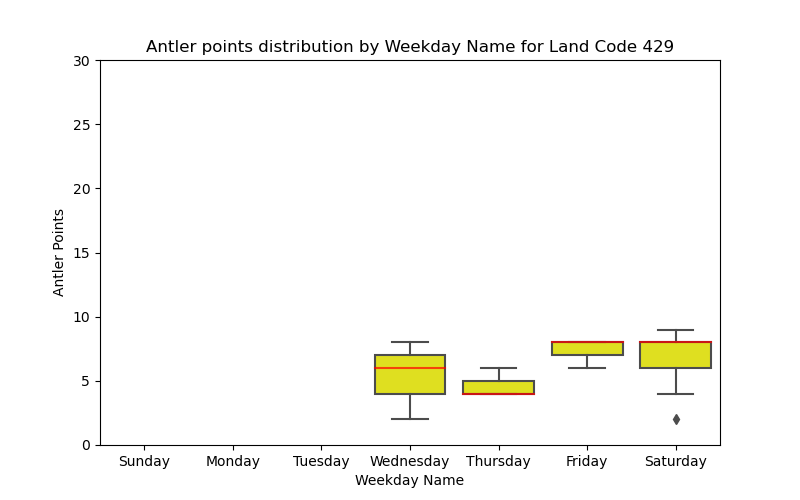 Antler points distribution by Weekday Name for Land Code 429
30
25
20
15
10
5
0
Antler Points
Sunday Monday Tuesday Wednesday Thursday Friday Saturday
Weekday Name